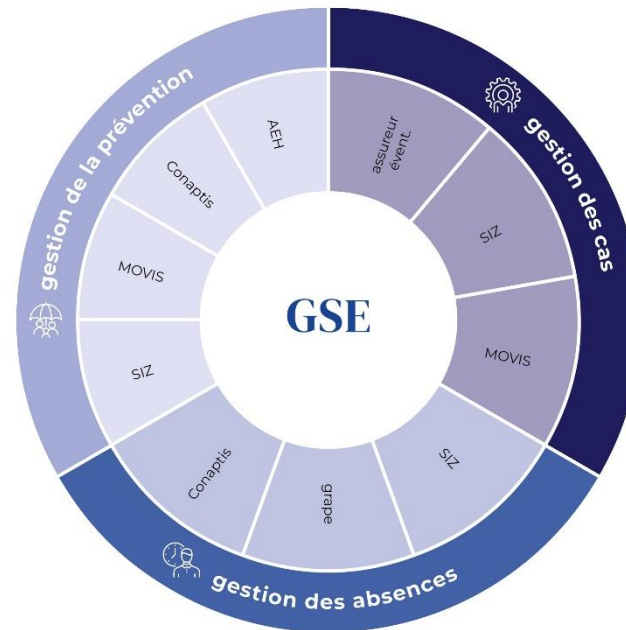 GSE
gestion de la prévention
AEH
Conaptis
MOVIS
SIZ
gestion des cas
assureur
évent.
SIZ
MOVIS
gestion des absences
SIZ
grape
Conaptis